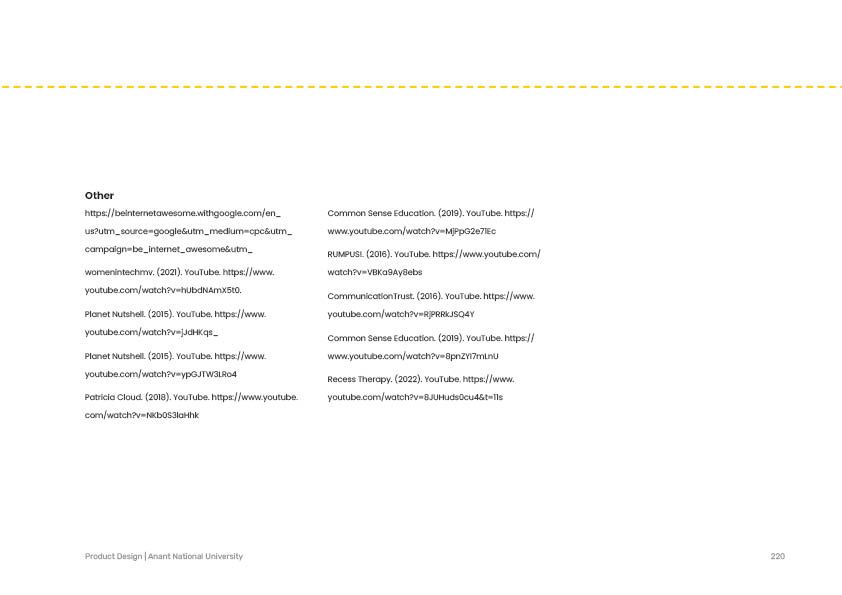 Other
https://beinternetawesome.withgoogle.com/en_
us?utm_source=google&utm_medium=cpc&utm_
campaign=be_internet_awesome&utm_
womenintechmv. (2021). YouTube. https://www.
youtube.com/watch?v=hUbdNAmX5t0.
Planet Nutshell. (2015). YouTube. https://www.
youtube.com/watch?v=jJdHKqs_
Planet Nutshell. (2015). YouTube. https://www.
youtube.com/watch?v=ypGJTW3LRo4
Patricia Cloud. (2018). YouTube. https://www.youtube.
com/watch?v=NKb0S3laHhk
Common Sense Education. (2019). YouTube. https://
www.youtube.com/watch?v=MjPpG2e71Ec
RUMPUS!. (2016). YouTube. https://www.youtube.com/
watch?v=VBKa9Ay8ebs
CommunicationTrust. (2016). YouTube. https://www.
youtube.com/watch?v=RjPRRkJSQ4Y
Common Sense Education. (2019). YouTube. https://
www.youtube.com/watch?v=8pnZYI7mLnU
Recess Therapy. (2022). YouTube. https://www.
youtube.com/watch?v=8JUHuds0cu4&t=11s
Product Design | Anant National University
220